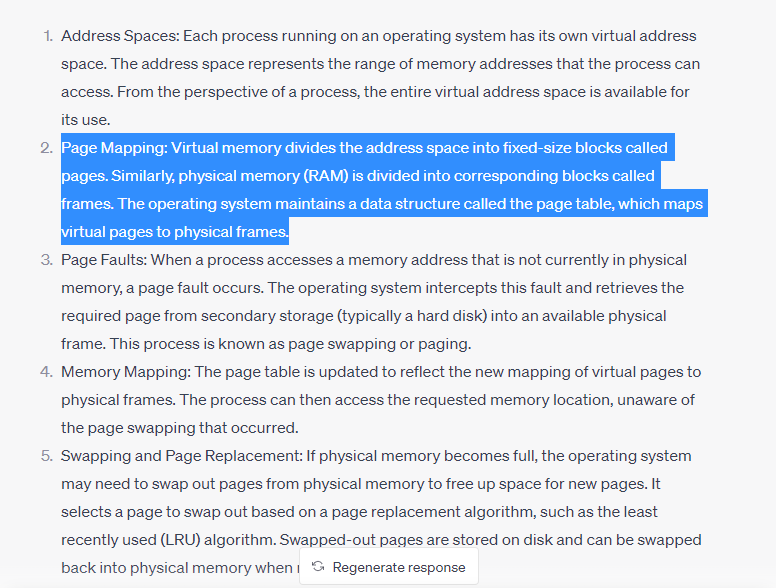 1. Address Spaces: Each process running on an operating system has its own virtual address
space. The address space represents the range of memory addresses that the process can
access. From the perspective of a process, the entire virtual address space is available for
its use.
2. Page Mapping: Virtual memory divides the address space into fixed-size blocks called
pages. Similarly, physical memory (RAM) is divided into corresponding blocks called
frames. The operating system maintains a data structure called the page table, which maps
virtual pages to physical frames.
3. Page Faults: When a process accesses a memory address that is not currently in physical
memory, a page fault occurs. The operating system intercepts this fault and retrieves the
required page from secondary storage (typically a hard disk) into an available physical
frame. This process is known as page swapping or paging.
4. Memory Mapping: The page table is updated to reflect the new mapping of virtual pages to
physical frames. The process can then access the requested memory location, unaware of
the page swapping that occurred.
5. Swapping and Page Replacement: If physical memory becomes full, the operating system
may need to swap out pages from physical memory to free up space for new pages. It
selects a page to swap out based on a page replacement algorithm, such as the least
recently used (LRU) algorithm. Swapped-out pages are stored on disk and can be swapped
back into physical memory when
Regenerate response